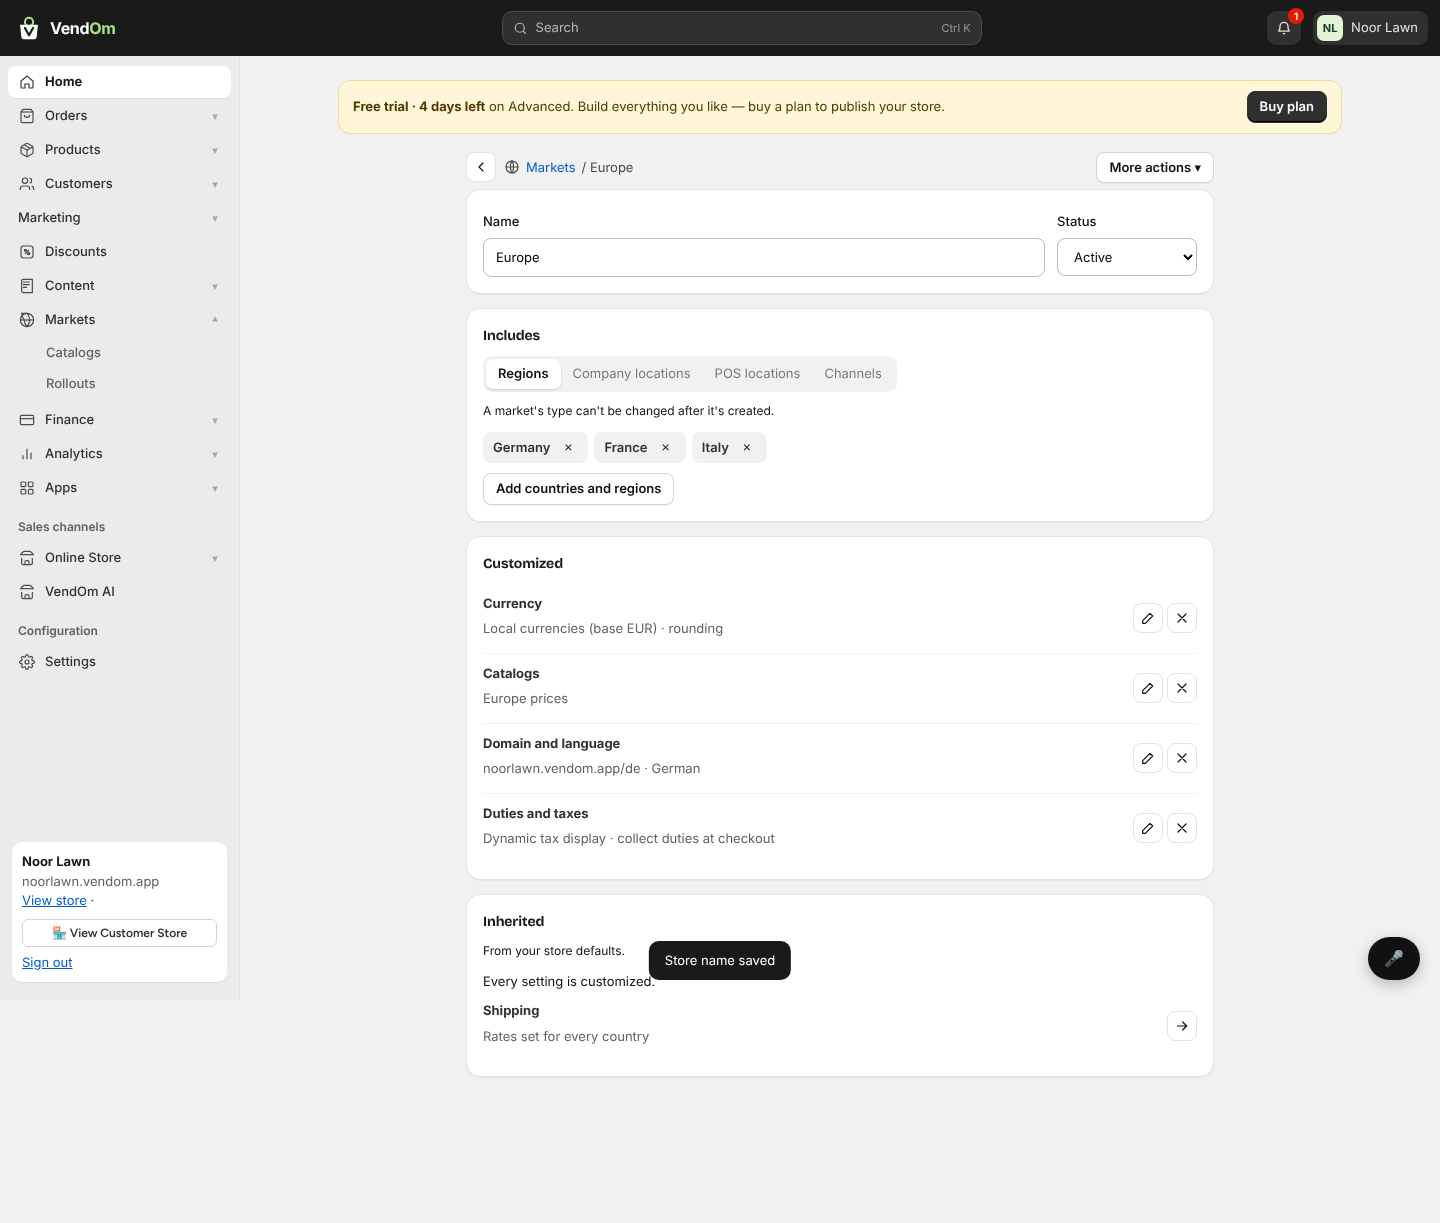 VendOm
Search
Ctrl K
1
NL
Noor Lawn
Home
Orders
Products
Customers
Marketing
Discounts
Content
Markets
Catalogs
Rollouts
Finance
Analytics
Apps
Sales channels
Online Store
VendOm AI
Configuration
Settings
Noor Lawn
noorlawn.vendom.app
View store ·
View Customer Store
Sign out
Free trial · 4 days left on Advanced. Build everything you like — buy a plan to publish your store.
Buy plan
Markets / Europe
More actions ▾
Name
Status
Europe
Active
Includes
Regions
Company locations
POS locations
Channels
A market's type can't be changed after it's created.
Germany ×
France ×
Italy ×
Add countries and regions
Customized
Currency
Local currencies (base EUR) · rounding
Catalogs
Europe prices
Domain and language
noorlawn.vendom.app/de · German
Duties and taxes
Dynamic tax display · collect duties at checkout
Inherited
From your store defaults.
Store name saved
Every setting is customized.
Shipping
Rates set for every country